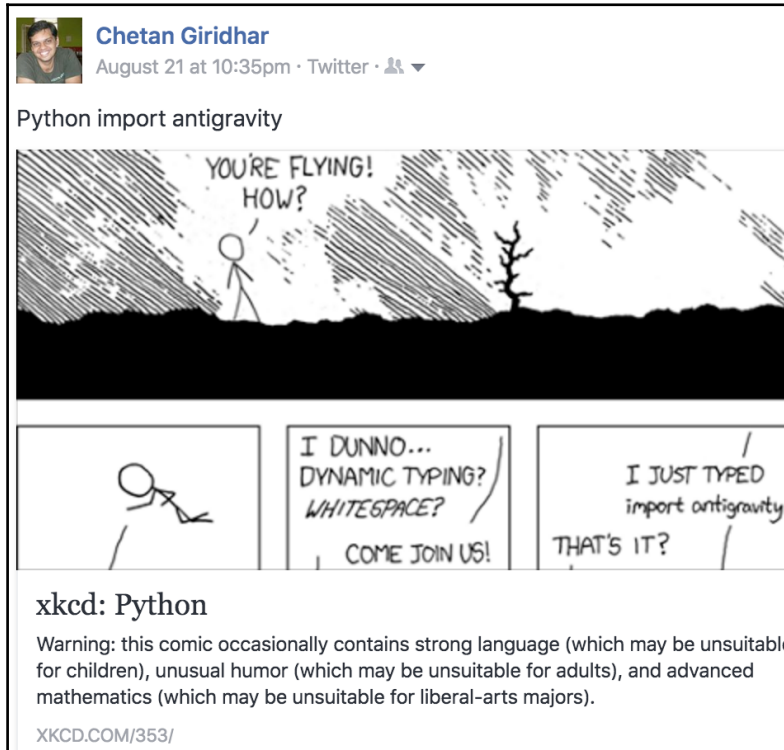 Chetan Giridhar
August 21 at 10:35pm · Twitter ·
Python import antigravity
YOU'RE FLYING!
HOW?
I DUNNO...
DYNAMIC TYPING?
WHITESPACE?
COME JOIN US!
I JUST TYPED
import antigravity
THAT'S IT?
xkcd: Python
Warning: this comic occasionally contains strong language (which may be unsuitable
for children), unusual humor (which may be unsuitable for adults), and advanced
mathematics (which may be unsuitable for liberal-arts majors).
XKCD.COM/353/